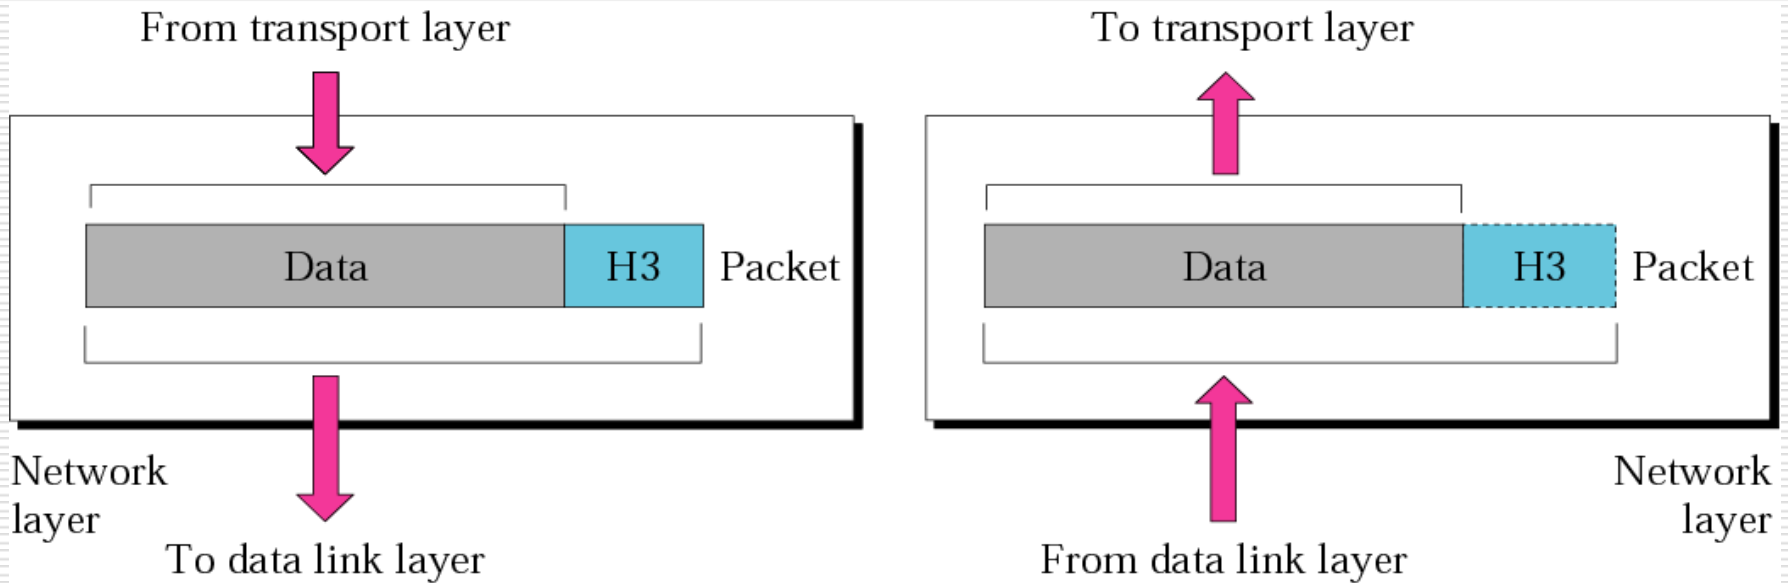 From transport layer
To transport layer
Data
H3
Packet
Data
H3
Packet
Network
layer
To data link layer
From data link layer
Network
layer